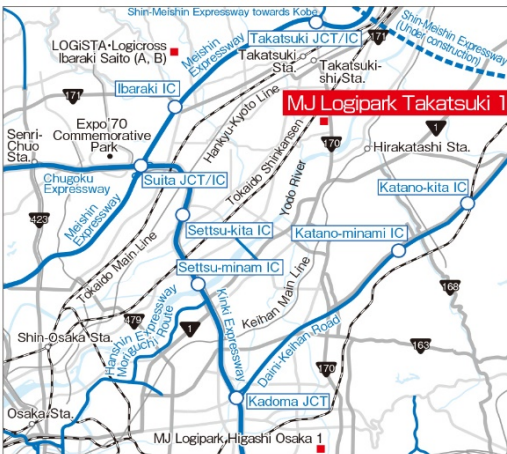 Shin-Meishin Expressway towards Kobe
Takatsuki JCT/IC
171
Shin-Meishin Expressway
(Under construction)
LOGiSTA•Logicross
Ibaraki Saito (A, B)
Meishin
Expressway
Takatsuki
Sta.
Takatsuki-
shi Sta.
171
Ibaraki IC
MJ Logipark Takatsuki 1
Hankyu-Kyoto Line
Expo'70
Commemorative
Park
Senri-
Chuo
Sta.
170
1
Hirakatashi Sta.
Tokaido Shinkansen
Suita JCT/IC
Chugoku
Expressway
Yodo River
Katano-kita IC
423
Meishin
Expressway
Settsu-kita IC
Katano-minami IC
Tokaido Main Line
Settsu-minam IC
Keihan Main Line
168
479
Hanshin Expressway
Moriguchi Route
1
Kinki Expressway
Shin-Osaka Sta.
Daini-Keihan-Road
163
170
Kadoma JCT
Osaka Sta.
MJ Logipark Higashi Osaka 1